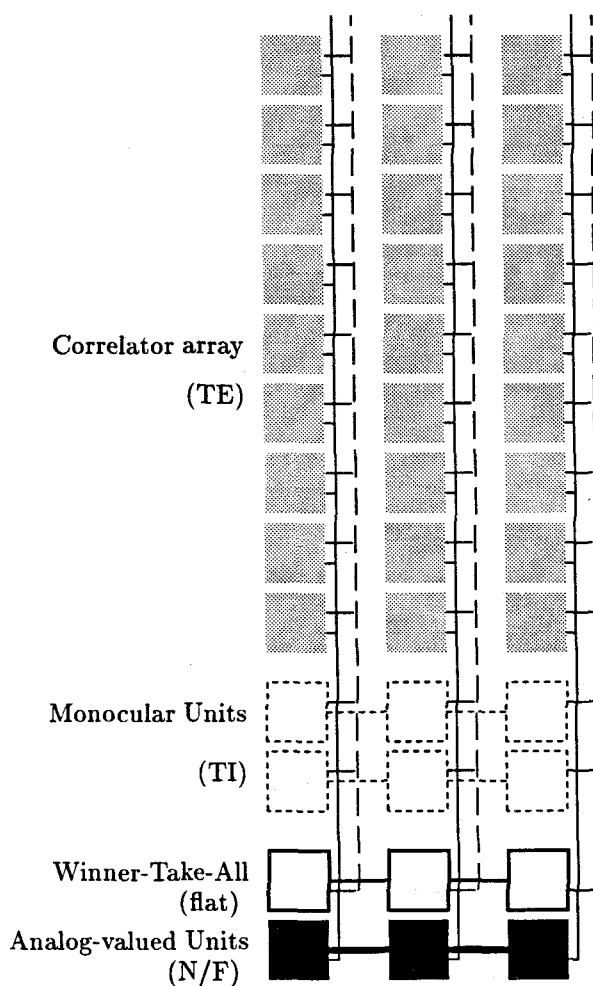 Correlator array
(TE)
Monocular Units
(TI)
Winner-Take-All
(flat)
Analog-valued Units
(N/F)